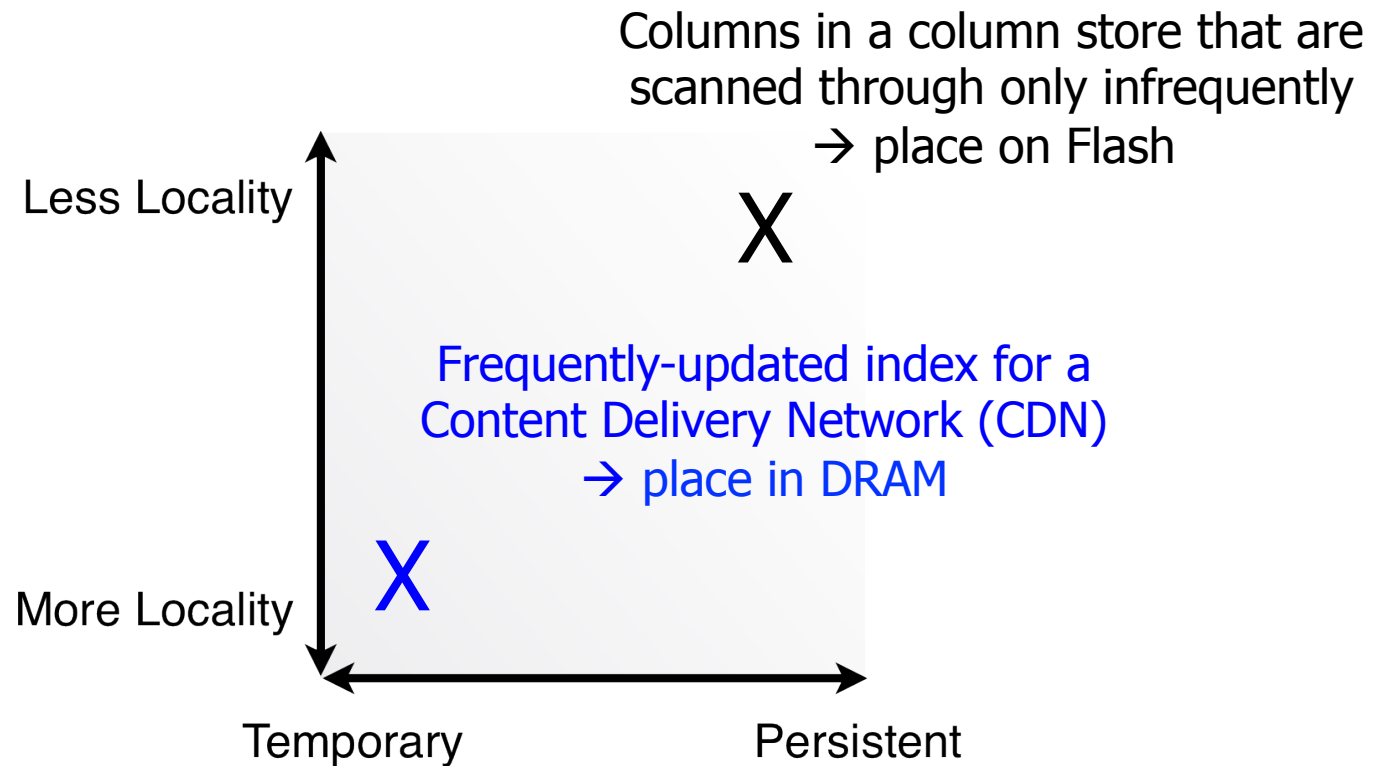 Columns in a column store that are
scanned through only infrequently
→ place on Flash
Less Locality
X
Frequently-updated index for a
Content Delivery Network (CDN)
→ place in DRAM
X
More Locality
Temporary
Persistent